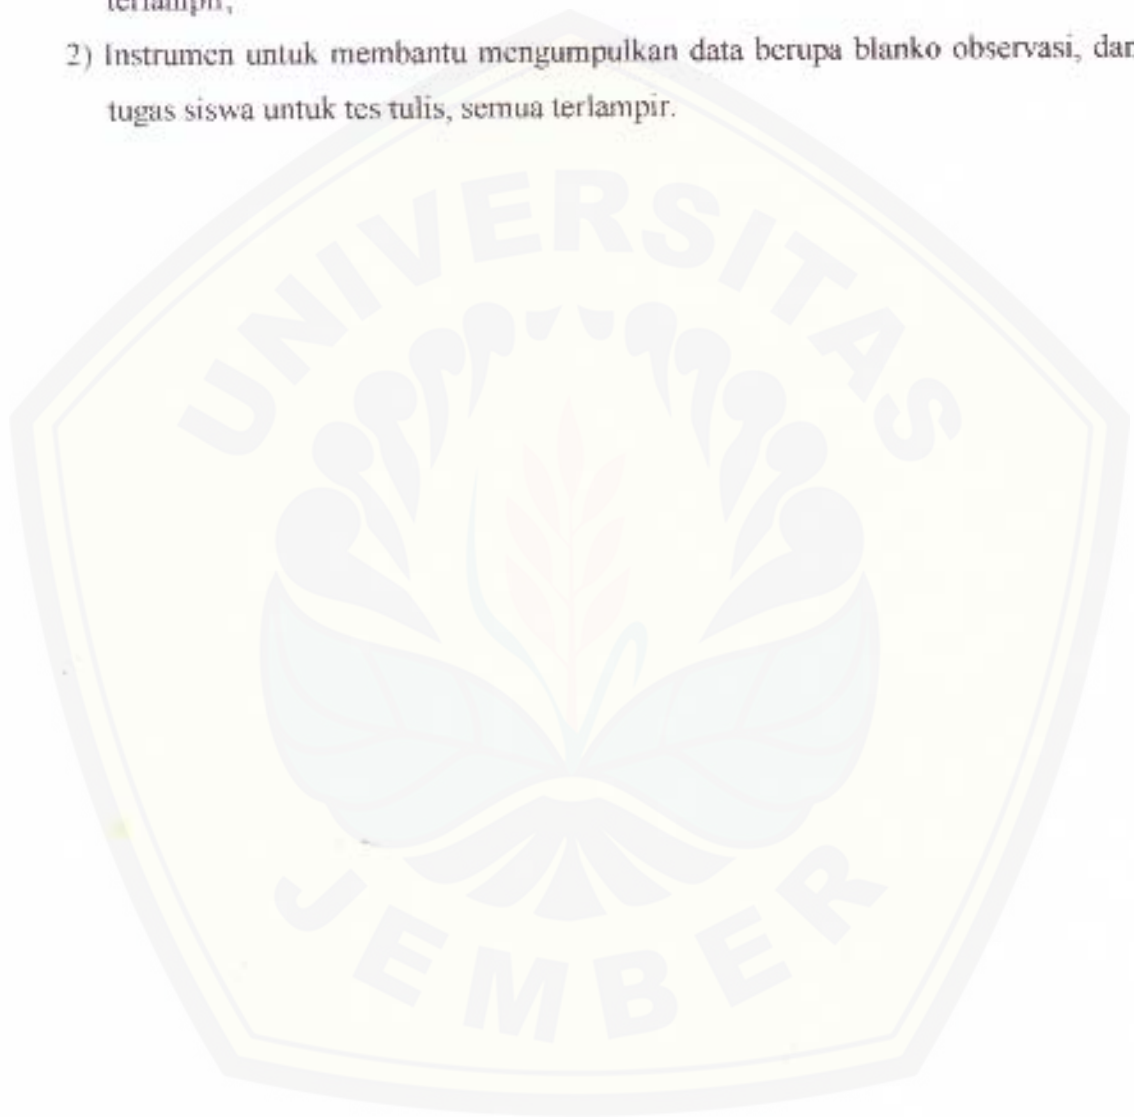 terlampir;
2) Instrumen untuk membantu mengumpulkan data berupa blanko observasi, dan
tugas siswa untuk tes tulis, semua terlampir.
UNIVERSITAS
JEMBER